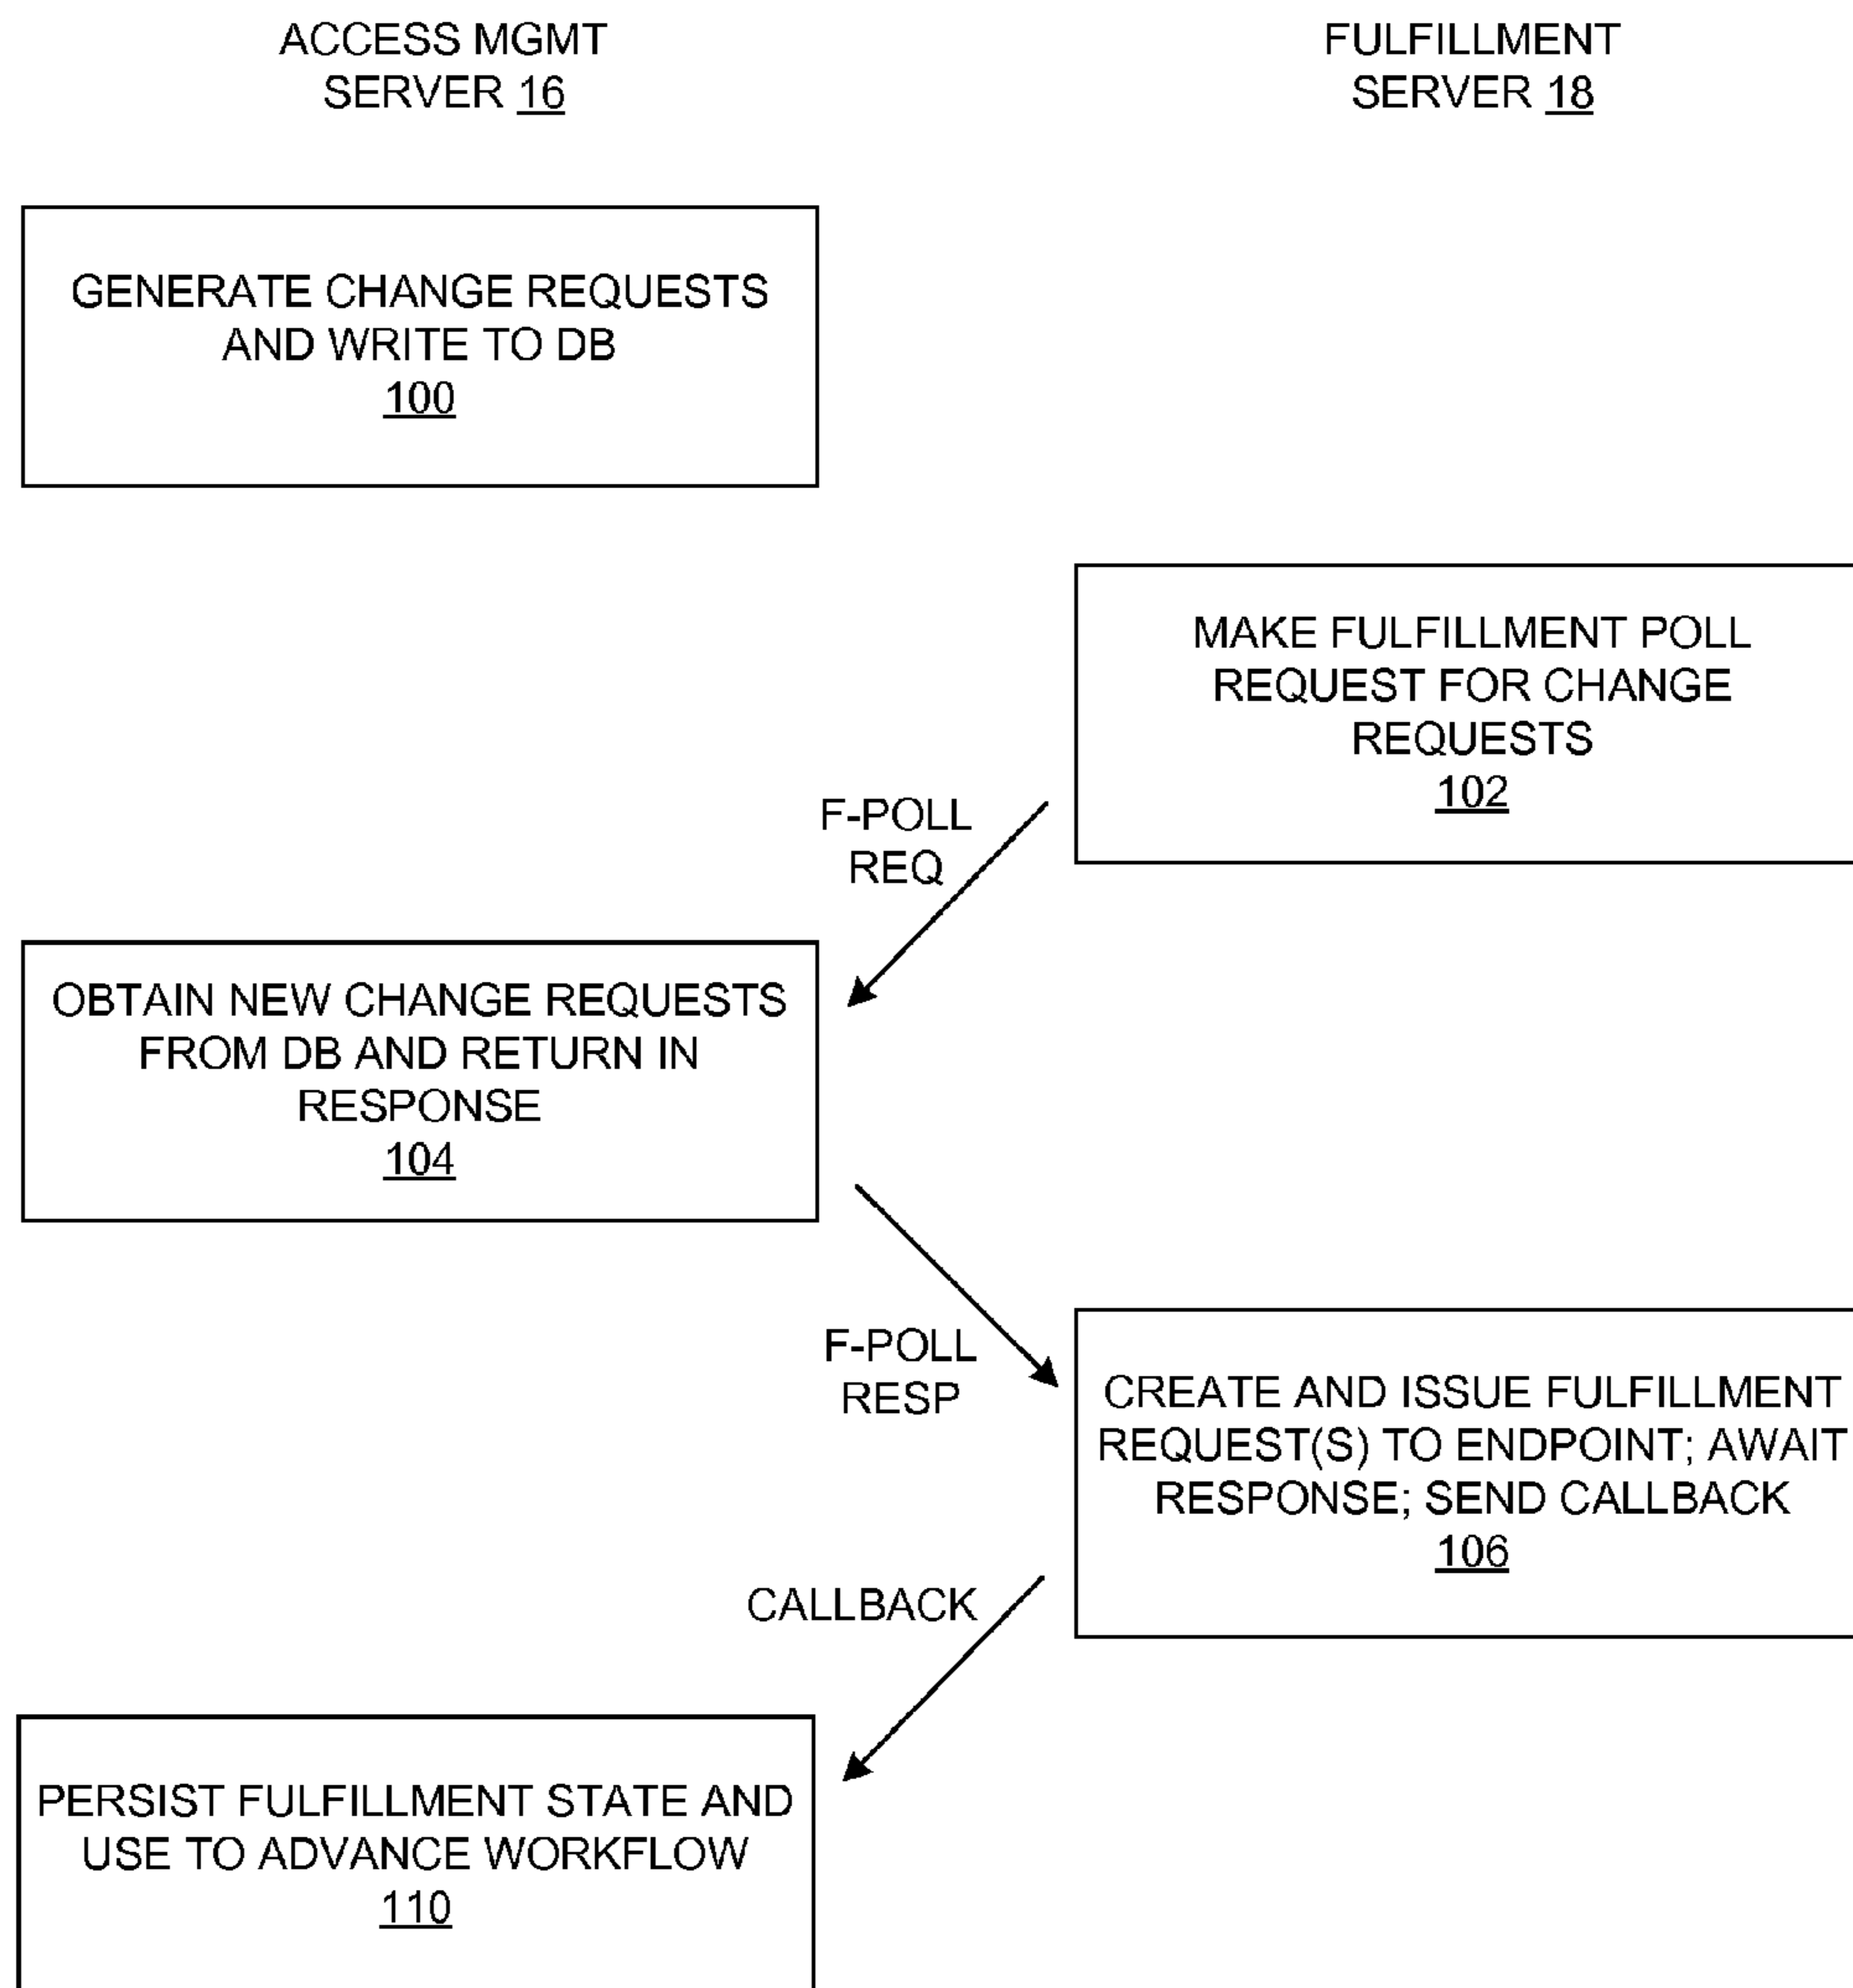 ACCESS MGMT
SERVER 16
FULFILLMENT
SERVER 18
GENERATE CHANGE REQUESTS
AND WRITE TO DB
100
MAKE FULFILLMENT POLL
REQUEST FOR CHANGE
REQUESTS
102
F-POLL
REQ
OBTAIN NEW CHANGE REQUESTS
FROM DB AND RETURN IN
RESPONSE
104
F-POLL
RESP
CREATE AND ISSUE FULFILLMENT
REQUEST(S) TO ENDPOINT; AWAIT
RESPONSE; SEND CALLBACK
106
CALLBACK
PERSIST FULFILLMENT STATE AND
USE TO ADVANCE WORKFLOW
110